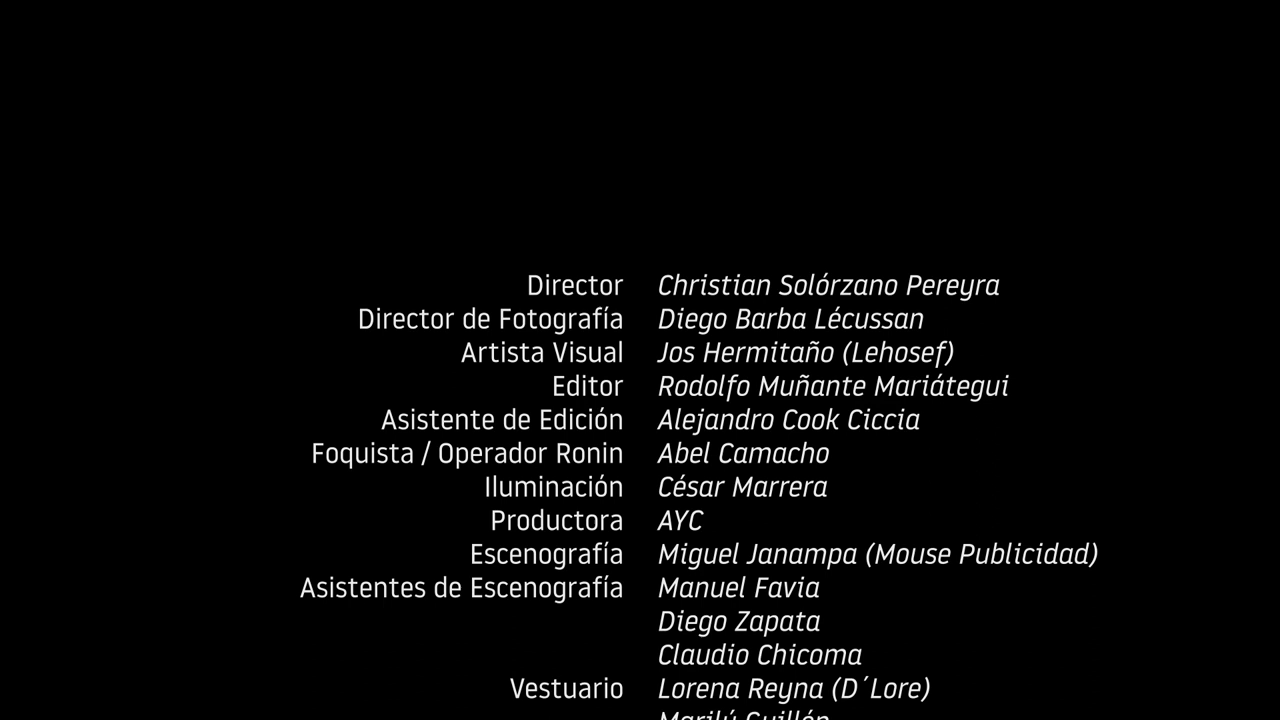 Director Christian Solórzano Pereyra
Director de Fotografía Diego Barba Lécussan
Artista Visual Jos Hermitaño (Lehosef)
Editor Rodolfo Muñante Mariátegui
Asistente de Edición Alejandro Cook Ciccia
Foquista / Operador Ronin Abel Camacho
Iluminación César Marrera
Productora AYC
Escenografía Miguel Janampa (Mouse Publicidad)
Asistentes de Escenografía Manuel Favia
Diego Zapata
Claudio Chicoma
Vestuario Lorena Reyna (D´Lore)
Marilú Guillén